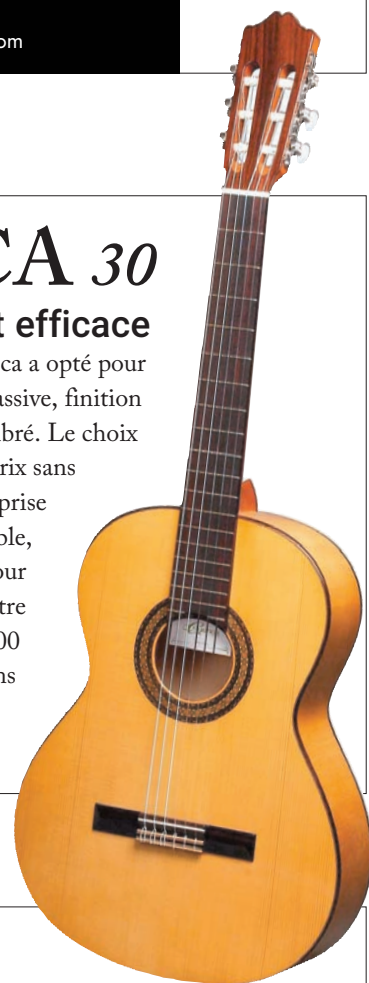 om
CA 30
t efficace
ca a opté pour
assive, finition
bré. Le choix
rix sans
prise
ble,
our
tre
00
ns